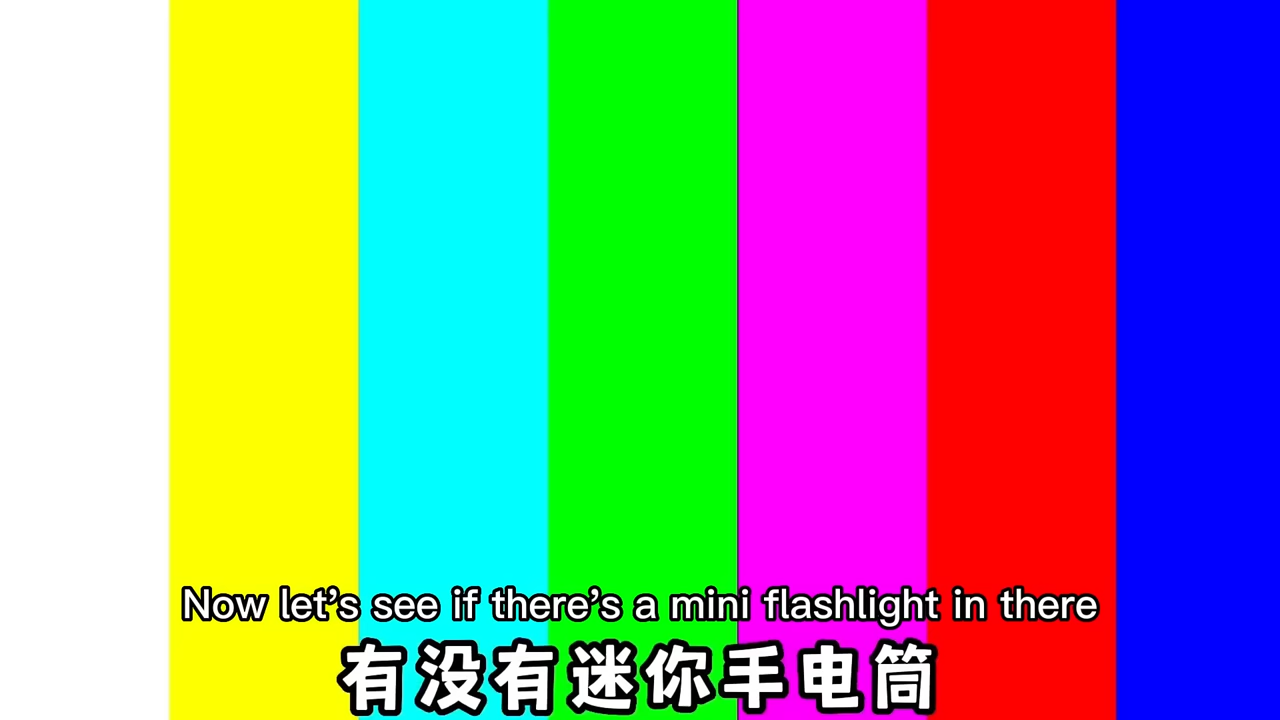 Now let’s see if there’s a mini flashlight in there
有没有迷你手电筒